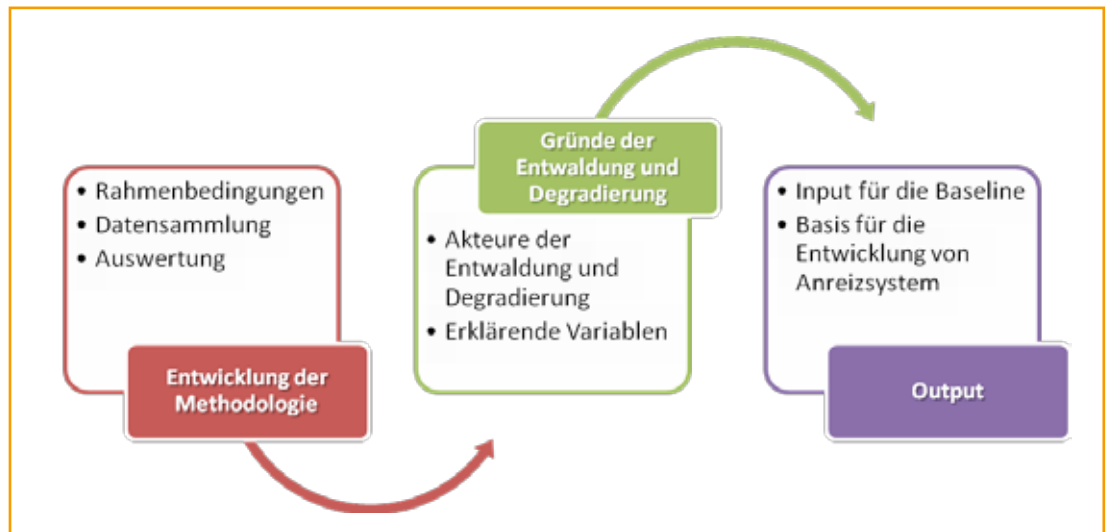 • Rahmenbedingungen
• Datensammlung
• Auswertung
Entwicklung der
Methodologie
Gründe der
Entwaldung und
Degradierung
• Akteure der
Entwaldung und
Degradierung
• Erklärende Variablen
• Input für die Baseline
• Basis für die
Entwicklung von
Anreizsystem
Output